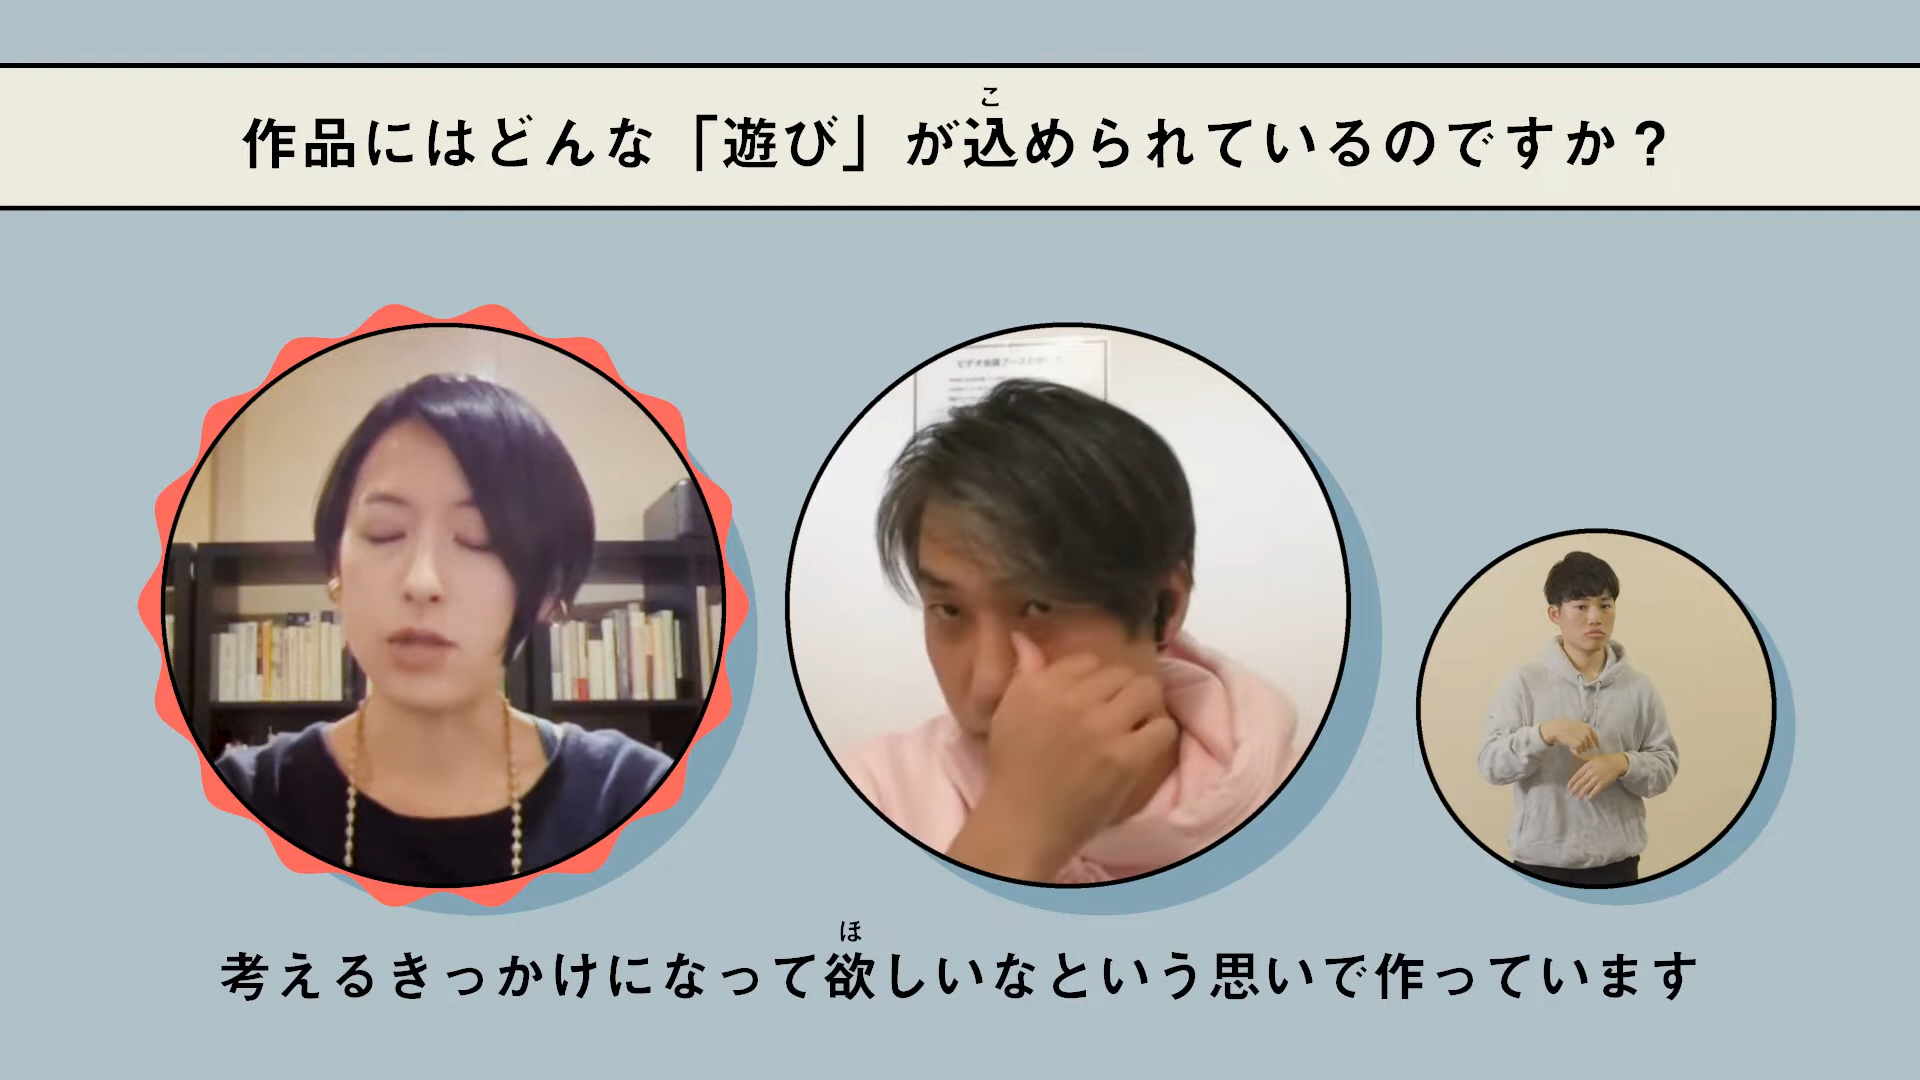 作品にはどんな「遊び」が込められているのですか？
こ
考えるきっかけになって欲しいなという思いで作っています
ほ